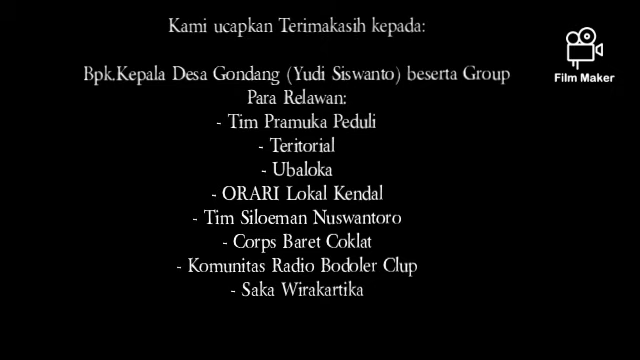 Kami ucapkan Terimakasih kepada:
Bpk.Kepala Desa Gondang (Yudi Siswanto) beserta Group
Para Relawan:
- Tim Pramuka Peduli
- Teritorial
- Ubaloka
- ORARI Lokal Kendal
- Tim Siloeman Nuswantoro
- Corps Baret Coklat
- Komunitas Radio Bodoler Clup
- Saka Wirakartika
Film Maker